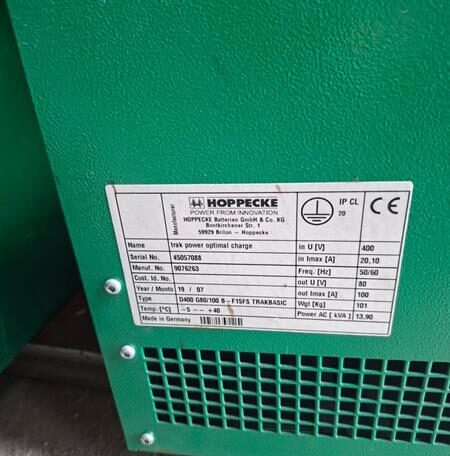 Manufacturer
HOPPECKE
POWER FROM INNOVATION
HOPPECKE Batterien GmbH & Co. KG
Bontkirchener Str. 1
59929 Brilon - Hoppecke
IP CL
20
CE
Name trak power optimal charge
Serial No. 45057088
Manuf. No. 9076263
Cust. Id. No.
Year / Month 19 / 07
Type D400 G80/100 B-F15FS TRAKBASIC
Temp. [°C] -5 -- +40
Made in Germany
in U [V] 400
in Imax [A] 20,10
Freq. [Hz] 50/60
out U [V] 80
out Imax [A] 100
Wgt [Kg] 101
Power AC [ kVA ] 13.90